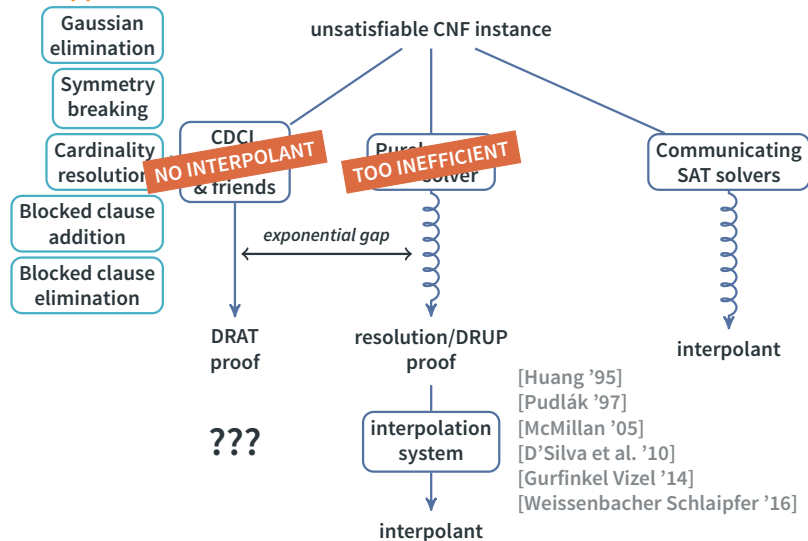 unsatisfiable CNF instance
Gaussian
elimination
Symmetry
breaking
Cardinality
resolution
Blocked clause
addition
Blocked clause
elimination
NO INTERPOLANT
& friends
TOO INEFFICIENT
Communicating
SAT solvers
exponential gap
DRAT
proof
resolution/DRUP
proof
interpolant
???
interpolation
system
interpolant
[Huang ’95]
[Pudlák ’97]
[McMillan ’05]
[D’Silva et al. ’10]
[Gurfinkel Vizel ’14]
[Weissenbacher Schlaipfer ’16]